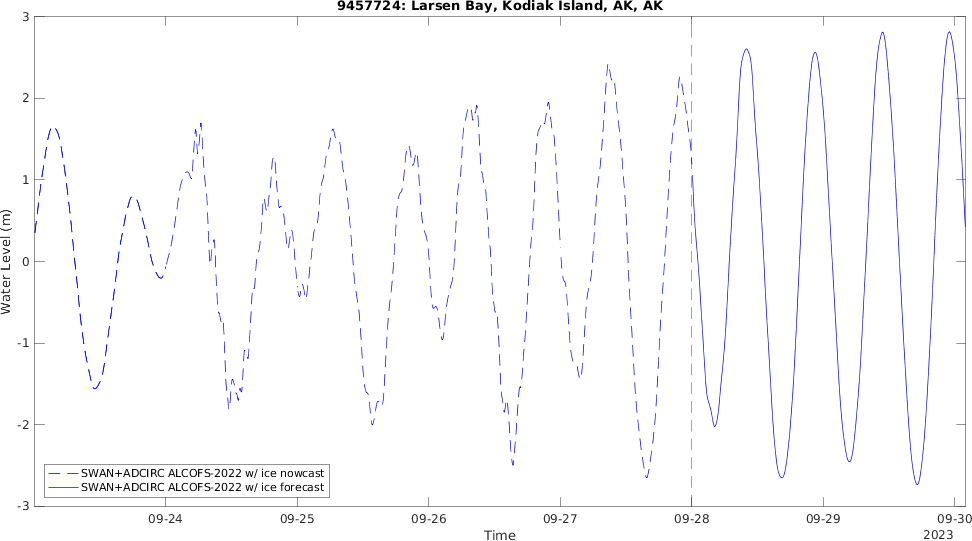 9457724: Larsen Bay, Kodiak Island, AK, AK
Water Level (m)
3
2
1
0
-1
-2
-3
SWAN+ADCIRC ALCOFS-2022 w/ ice nowcast
SWAN+ADCIRC ALCOFS-2022 w/ ice forecast
09-24 09-25 09-26 09-27 09-28 09-29 09-30
Time
2023